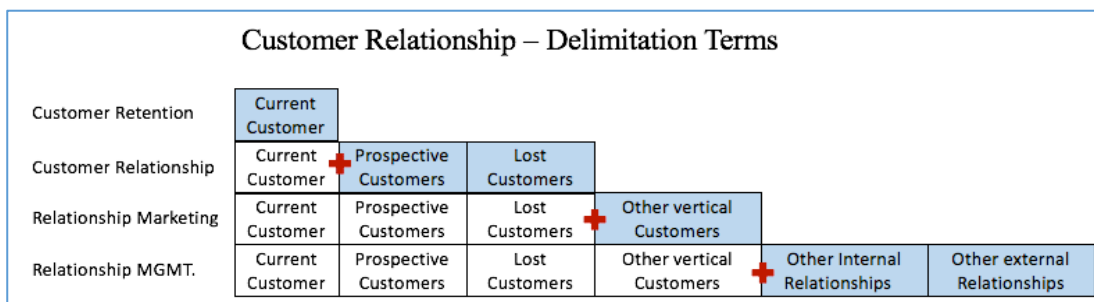 Customer Relationship – Delimitation Terms
Customer Retention
Current
Customer
Customer Relationship
Current
Customer
Prospective
Customers
Lost
Customers
Relationship Marketing
Current
Customer
Prospective
Customers
Lost
Customers
Other vertical
Customers
Relationship MGMT.
Current
Customer
Prospective
Customers
Lost
Customers
Other vertical
Customers
Other Internal
Relationships
Other external
Relationships